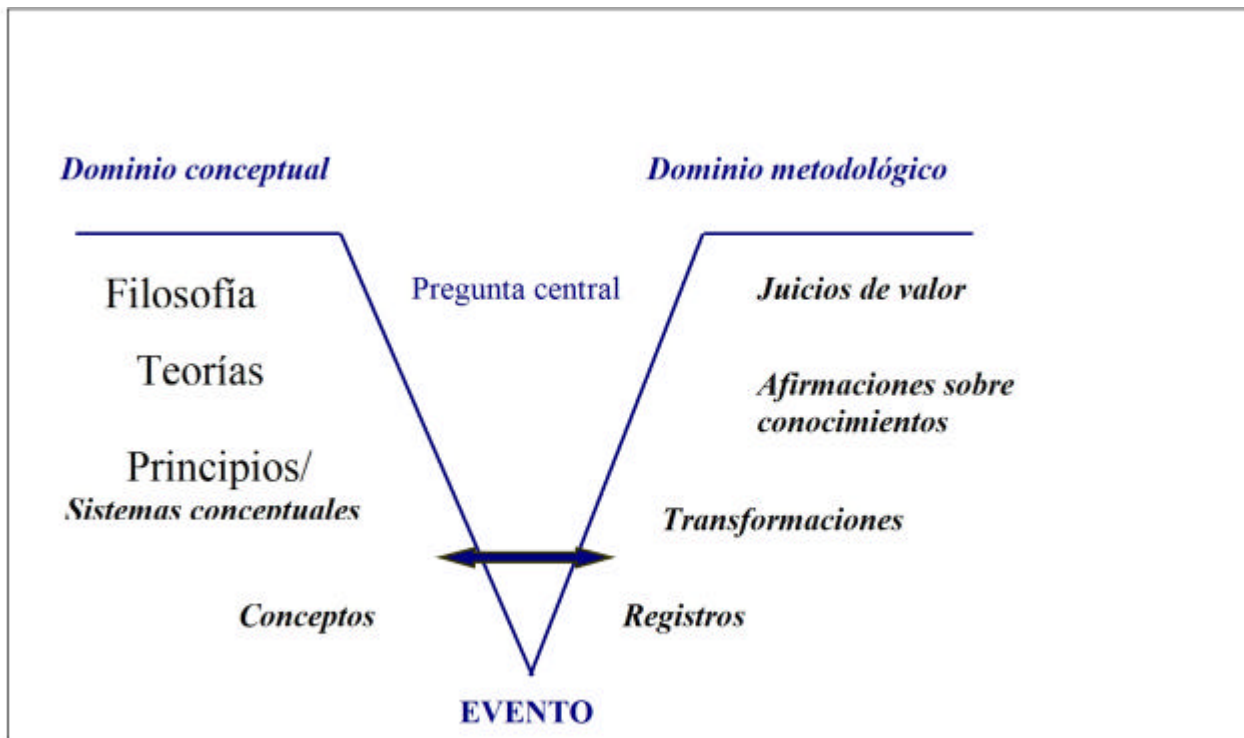 Dominio conceptual
Dominio metodológico
Filosofía
Pregunta central
Juicios de valor
Teorías
Afirmaciones sobre
conocimientos
Principios/
Sistemas conceptuales
Transformaciones
Conceptos
Registros
EVENTO